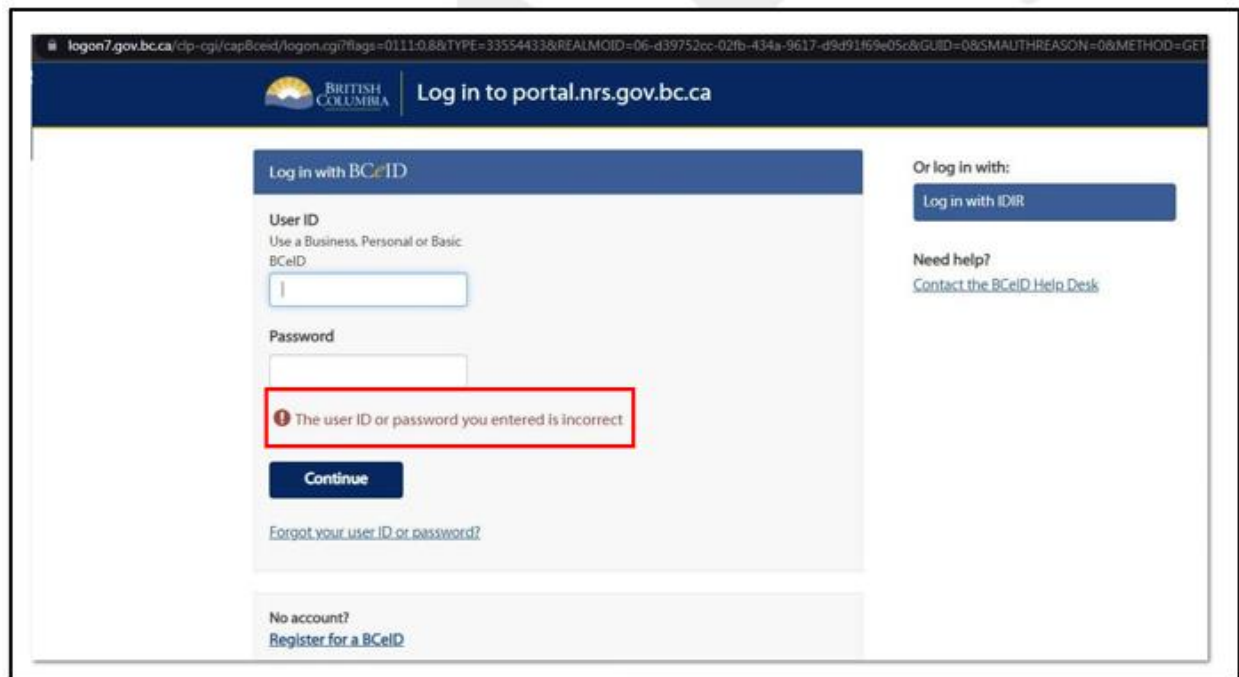 logon7.gov.bc.ca/clp-cgi/capBceid/logon.cgi?flags=0111:0,8&TYPE=33554433&REALMOID=06-d39752cc-02fb-434a-9617-d9d91f69e05c&GUID=0&SMAUTHREASON=0&METHOD=GET
BRITISH
COLUMBIA
Log in to portal.nrs.gov.bc.ca
Log in with BCeID
User ID
Use a Business, Personal or Basic
BCeID
Password
The user ID or password you entered is incorrect
Continue
Forgot your user ID or password?
No account?
Register for a BCeID
Or log in with:
Log in with IDIR
Need help?
Contact the BCeID Help Desk